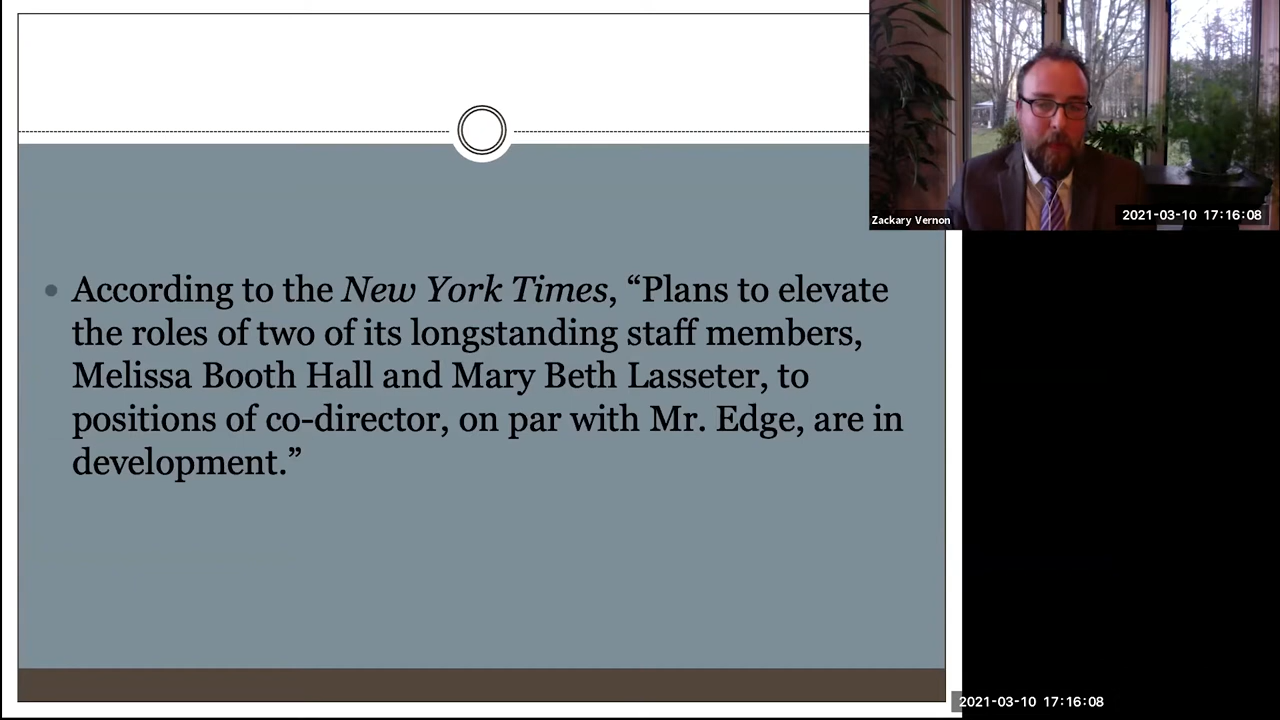 According to the New York Times, “Plans to elevate
the roles of two of its longstanding staff members,
Melissa Booth Hall and Mary Beth Lasseter, to
positions of co-director, on par with Mr. Edge, are in
development.”
Zackary Vernon
2021-03-10 17:16:08
2021-03-10 17:16:08